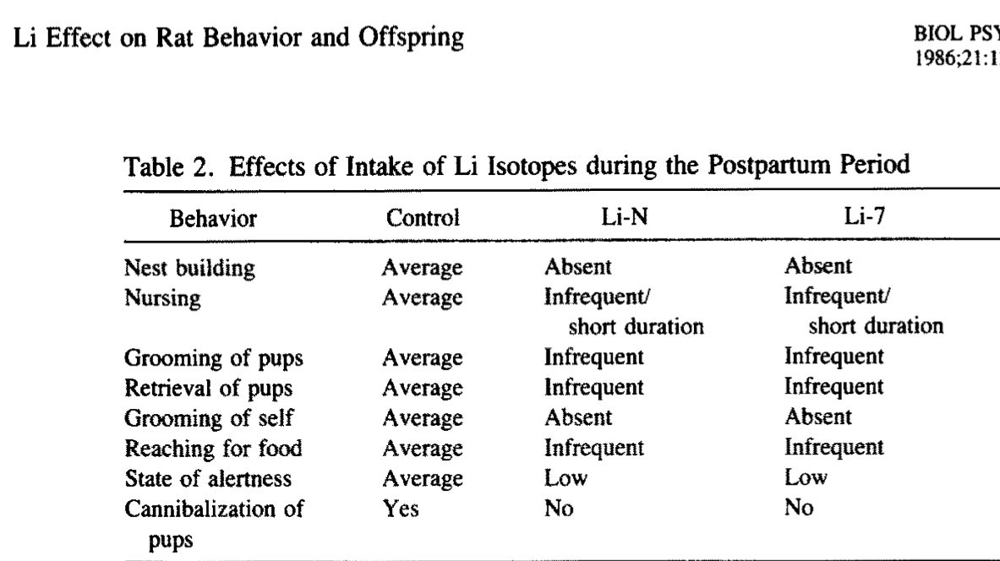 Li Effect on Rat Behavior and Offspring
BIOL PSY
1986;21:1
Table 2. Effects of Intake of Li Isotopes during the Postpartum Period
Behavior Control Li-N Li-7
Nest building Average Absent Absent
Nursing Average Infrequent/ Infrequent/
short duration short duration
Grooming of pups Average Infrequent Infrequent
Retrieval of pups Average Infrequent Infrequent
Grooming of self Average Absent Absent
Reaching for food Average Infrequent Infrequent
State of alertness Average Low Low
Cannibalization of Yes No No
pups